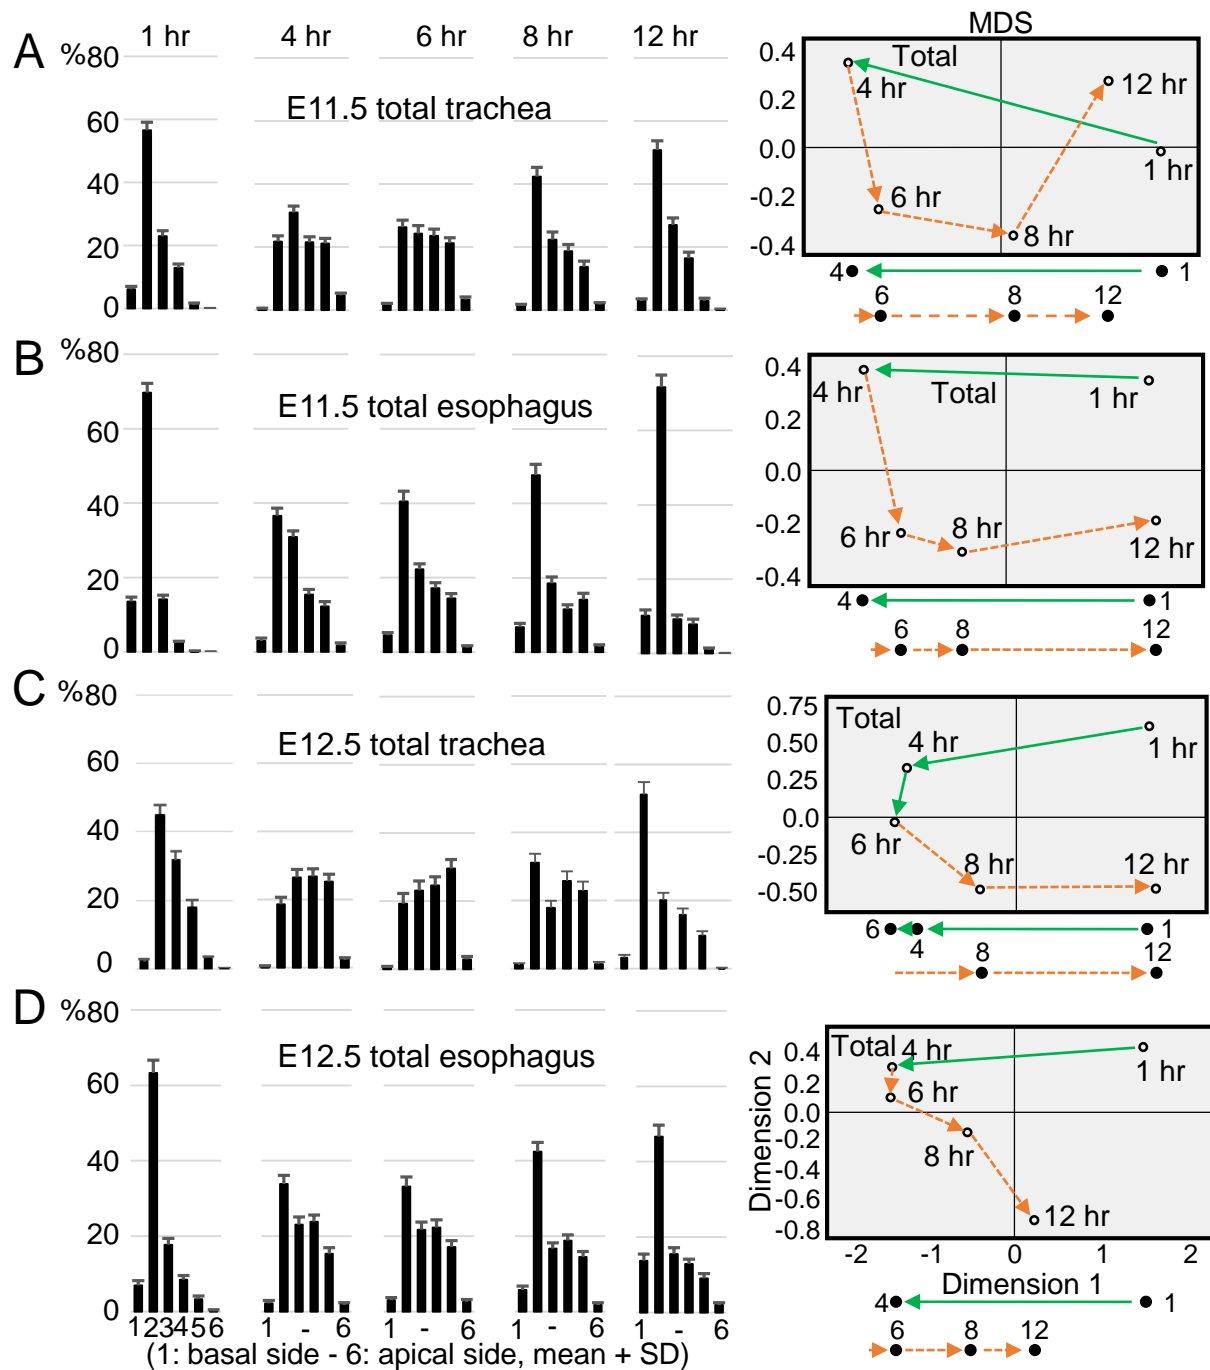 A
1 hr 4 hr 6 hr 8 hr 12 hr
%80
60
40
20
0
E11.5 total trachea
MDS
0.4
0.2
0.0
-0.2
-0.4
Total
4 hr
12 hr
1 hr
6 hr
8 hr
4 1
6 8 12
B
%80
60
40
20
0
E11.5 total esophagus
0.4
0.2
0.0
-0.2
-0.4
4 hr
Total
1 hr
6 hr
8 hr
12 hr
4 1
6 8 12
C
%80
60
40
20
0
E12.5 total trachea
0.75
0.50
0.25
0.0
-0.25
-0.50
Total
4 hr
1 hr
6 hr
8 hr
12 hr
6 4 1
8 12
D
%80
60
40
20
0
E12.5 total esophagus
123456
1 - 6
1 - 6
1 - 6
1 - 6
(1: basal side - 6: apical side, mean + SD)
Dimension 2
0.4
0.2
0.0
-0.2
-0.4
-0.6
-0.8
Total
4 hr
1 hr
6 hr
8 hr
12 hr
-2 -1 0 1 2
Dimension 1
4 1
6 8 12